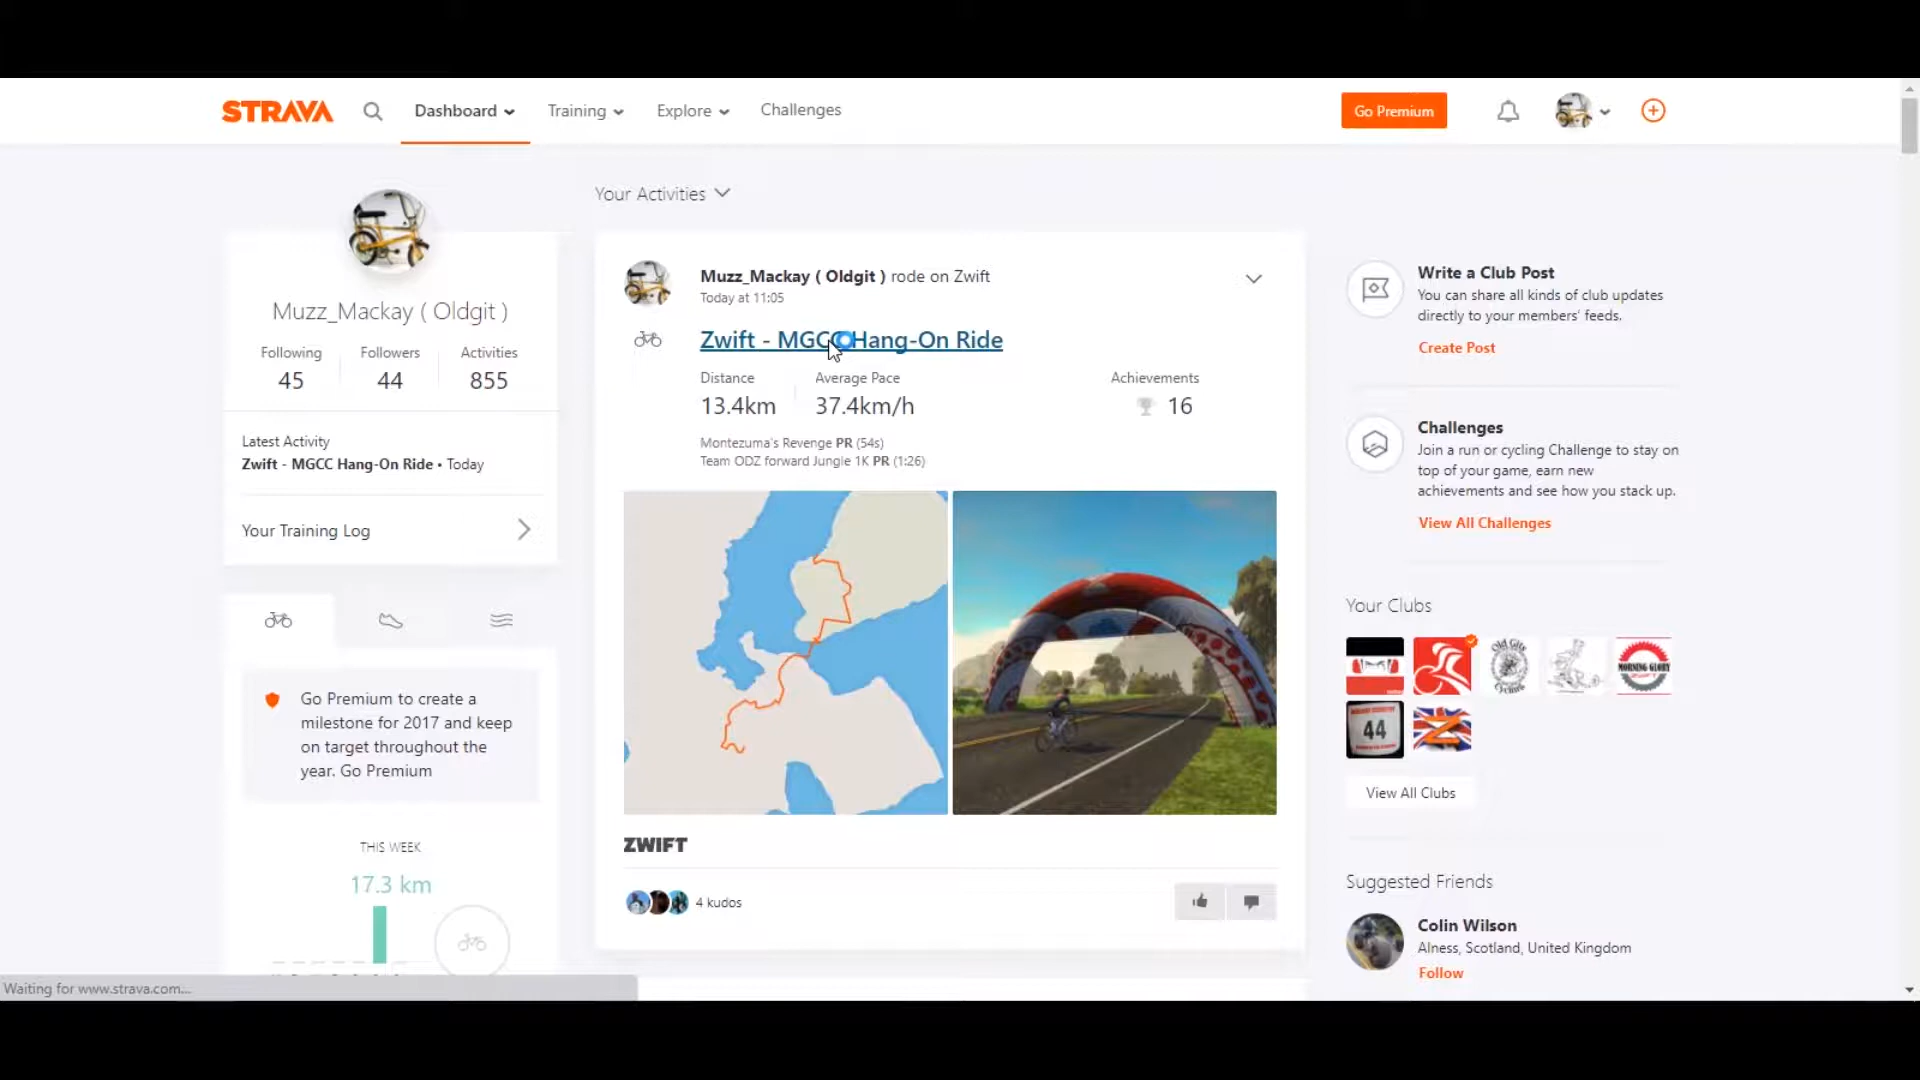 STRAVA
Dashboard
Training
Explore
Challenges
Go Premium
Your Activities
Muzz_Mackay ( Oldgit )
Following
Followers
Activities
45
44
855
Latest Activity
Zwift - MGCC Hang-On Ride • Today
Your Training Log
Go Premium to create a
milestone for 2017 and keep
on target throughout the
year. Go Premium
THIS WEEK
17.3 km
Muzz_Mackay ( Oldgit ) rode on Zwift
Today at 11:05
Zwift - MGCC Hang-On Ride
Distance
Average Pace
Achievements
13.4km
37.4km/h
16
Montezuma's Revenge PR (54s)
Team ODZ forward Jungle 1K PR (1:26)
ZWIFT
4 kudos
Write a Club Post
You can share all kinds of club updates
directly to your members' feeds.
Create Post
Challenges
Join a run or cycling Challenge to stay on
top of your game, earn new
achievements and see how you stack up.
View All Challenges
Your Clubs
Old Gits
Cycling
MORNING GLORY
ZWIFT
44
View All Clubs
Suggested Friends
Colin Wilson
Alness, Scotland, United Kingdom
Follow
Waiting for www.strava.com...